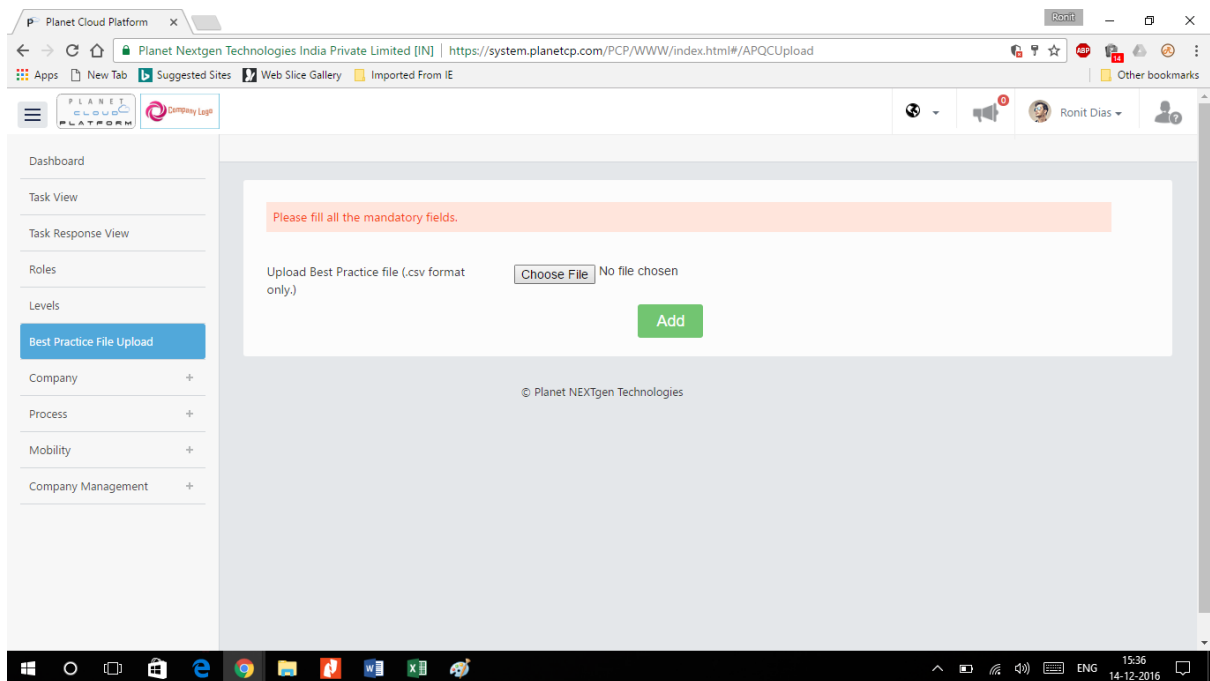 Planet Cloud Platform
Ronit
Planet Nextgen Technologies India Private Limited [IN] | https://system.planetcp.com/PCP/WWW/index.html#/APQCUpload
ABP
14
Apps New Tab Suggested Sites Web Slice Gallery Imported From IE Other bookmarks
PLANET
CLOUD
PLATFORM
Company Logo
0
Ronit Dias
Dashboard
Task View
Task Response View
Roles
Levels
Best Practice File Upload
Company +
Process +
Mobility +
Company Management +
Please fill all the mandatory fields.
Upload Best Practice file (.csv format
only.)
Choose File No file chosen
Add
© Planet NEXTgen Technologies
ENG
15:36
14-12-2016